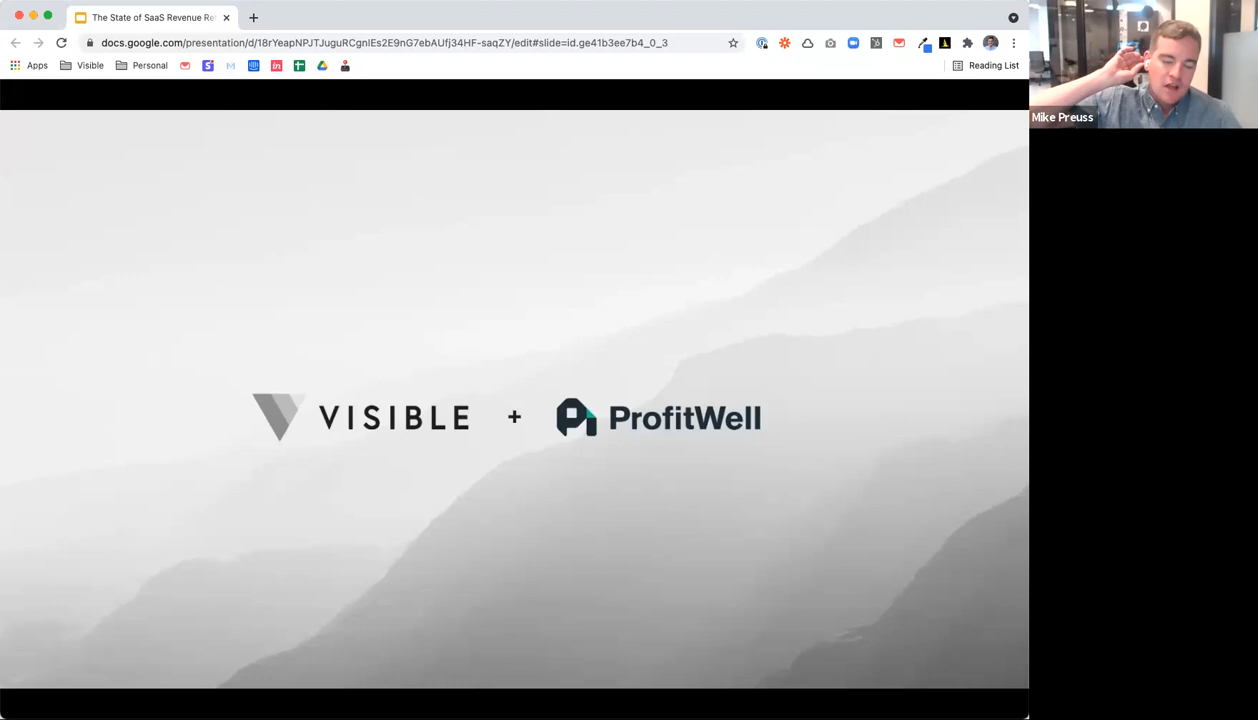 The State of SaaS Revenue Re
docs.google.com/presentation/d/18rYeapNPJTJuguRCgnIEs2E9nG7ebAUfj34HF-saqZY/edit#slide=id.ge41b3ee7b4_0_3
Apps Visible Personal Reading List
Mike Preuss
VISIBLE + ProfitWell